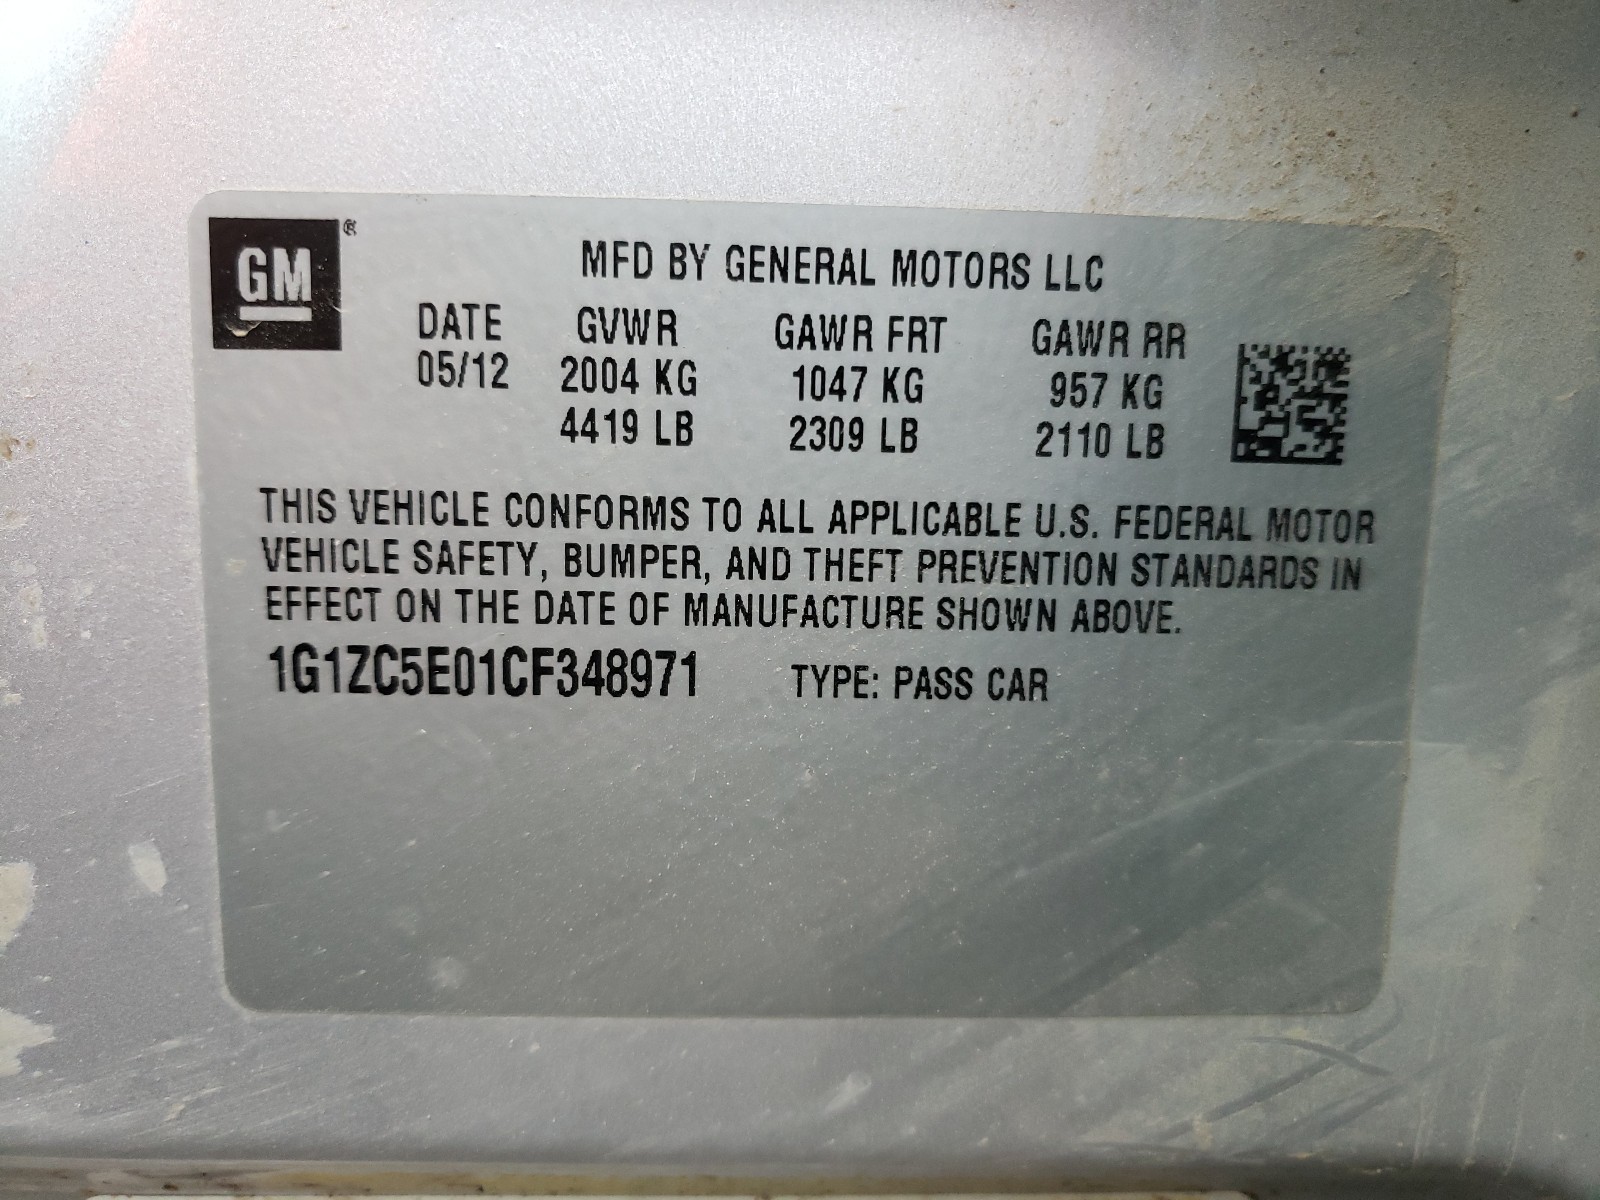 GM®
MFD BY GENERAL MOTORS LLC
DATE GVWR GAWR FRT GAWR RR
05/12 2004 KG 1047 KG 957 KG
4419 LB 2309 LB 2110 LB
THIS VEHICLE CONFORMS TO ALL APPLICABLE U.S. FEDERAL MOTOR
VEHICLE SAFETY, BUMPER, AND THEFT PREVENTION STANDARDS IN
EFFECT ON THE DATE OF MANUFACTURE SHOWN ABOVE.
1G1ZC5E01CF348971 TYPE: PASS CAR